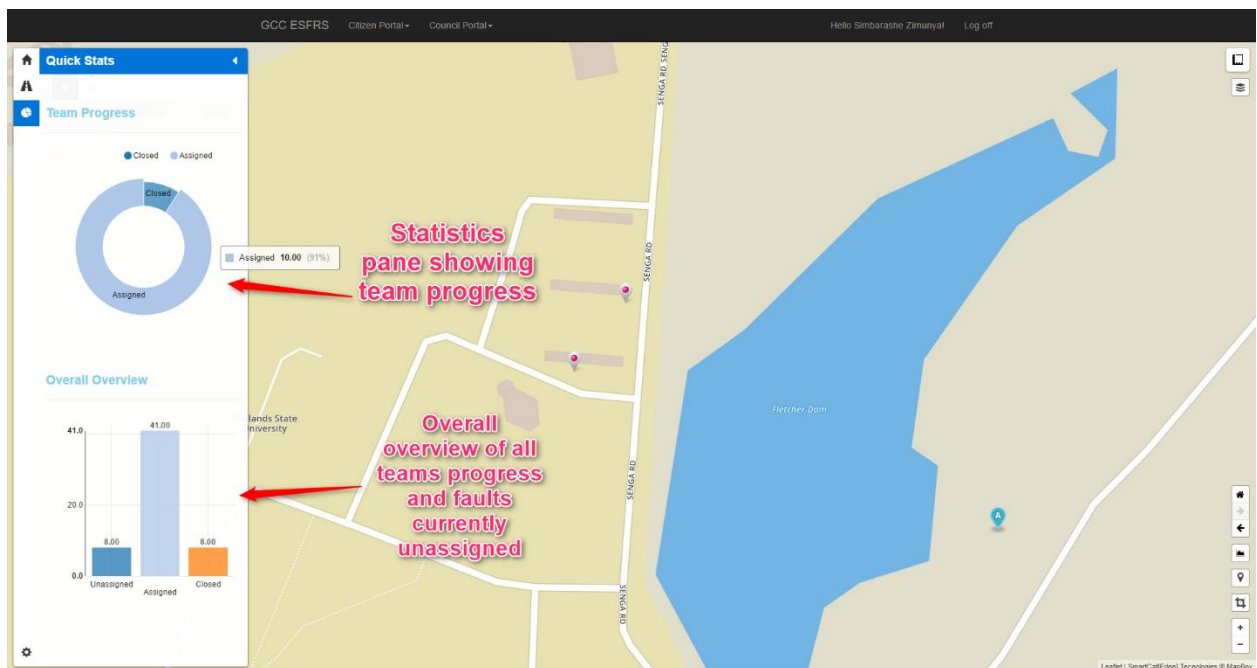 GCC ESFRS Citizen Portal Council Portal Hello Simbarashe Zimunya! Log off
Quick Stats
Team Progress
Closed Assigned
Closed
Assigned 10.00 (91%)
Assigned
Statistics
pane showing
team progress
Overall Overview
41.00
41.0
20.0
8.00
8.00
0.0
Unassigned
Assigned
Closed
Overall
overview of all
teams progress
and faults
currently
unassigned
State
University
SENGA RD SENG
SENGA RD
SENGA RD
SENGA RD
Fletcher Dam
A
+
-